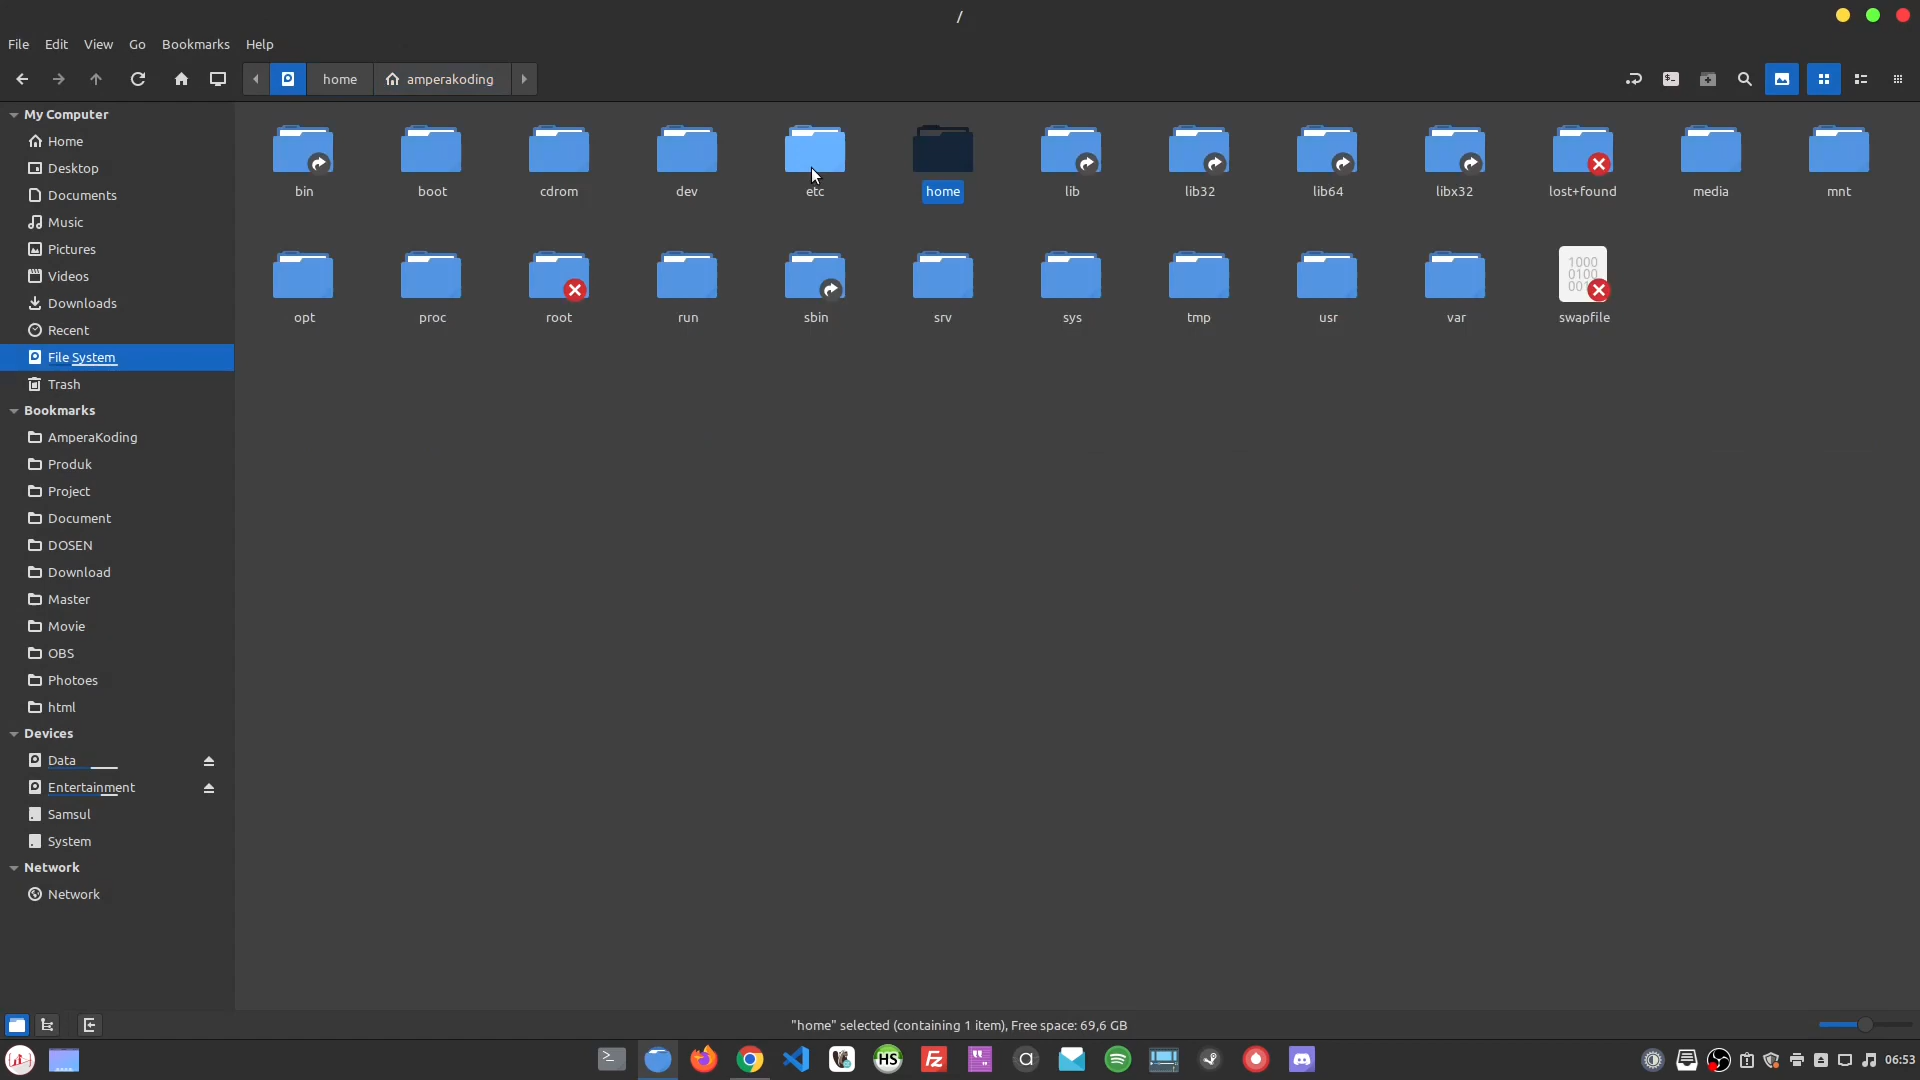 /
File Edit View Go Bookmarks Help
home amperakoding
My Computer
Home
Desktop
Documents
Music
Pictures
Videos
Downloads
Recent
File System
Trash
Bookmarks
AmperaKoding
Produk
Project
Document
DOSEN
Download
Master
Movie
OBS
Photoes
html
Devices
Data
Entertainment
Samsul
System
Network
Network
bin boot cdrom dev etc home lib lib32 lib64 libx32 lost+found media mnt
opt proc root run sbin srv sys tmp usr var swapfile
"home" selected (containing 1 item), Free space: 69,6 GB
HS
06:53